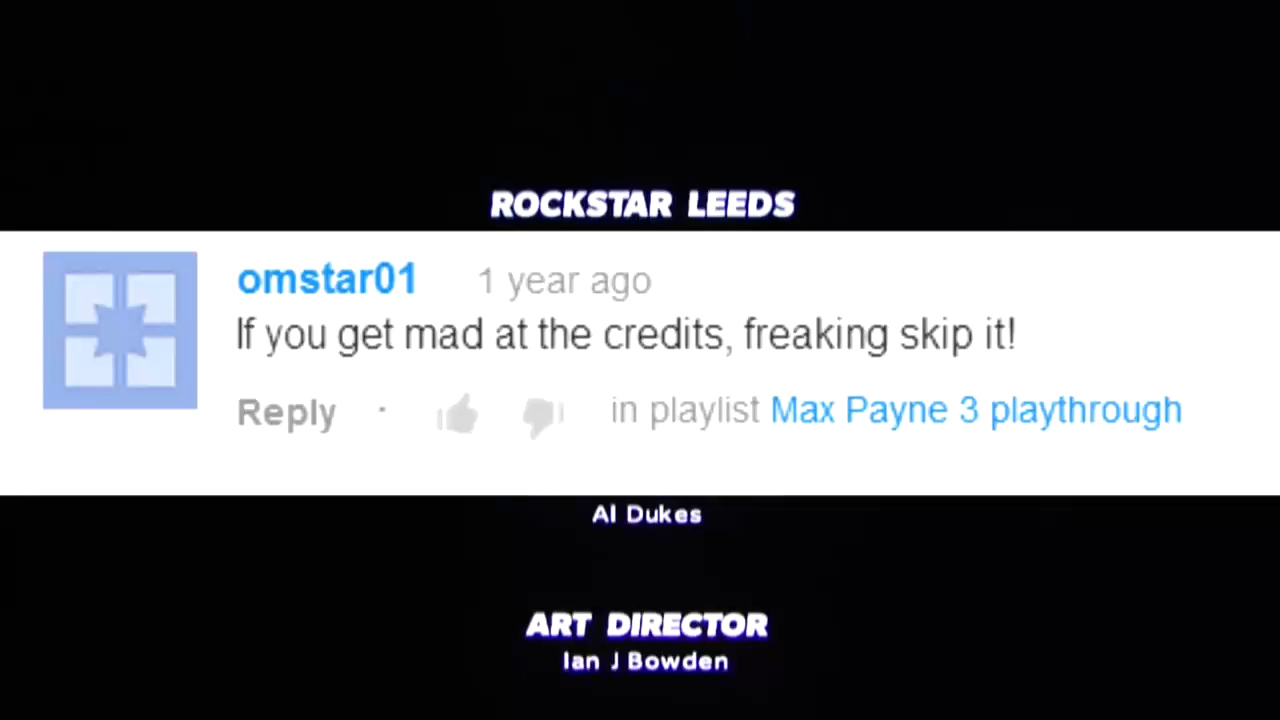 ROCKSTAR LEEDS
omstar01 1 year ago
If you get mad at the credits, freaking skip it!
Reply · in playlist Max Payne 3 playthrough
Al Dukes
ART DIRECTOR
Ian J Bowden